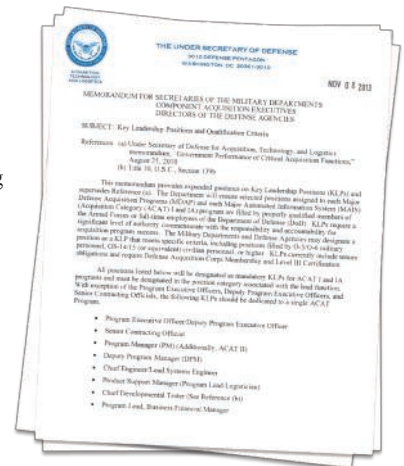 g
THE UNDER SECRETARY OF DEFENSE
3010 DEFENSE PENTAGON
WASHINGTON, DC 20301-3010
ACQUISITION,
TECHNOLOGY
AND LOGISTICS
NOV 08 2013
MEMORANDUM FOR SECRETARIES OF THE MILITARY DEPARTMENTS
COMPONENT ACQUISITION EXECUTIVES
DIRECTORS OF THE DEFENSE AGENCIES
SUBJECT: Key Leadership Positions and Qualification Criteria
References: (a) Under Secretary of Defense for Acquisition, Technology, and Logistics
memorandum, "Government Performance of Critical Acquisition Functions,"
August 25, 2010
(b) Title 10, U.S.C., Section 139b
This memorandum provides expanded guidance on Key Leadership Positions (KLPs) and
supersedes Reference (a). The Department will ensure selected positions assigned to each Major
Defense Acquisition Programs (MDAP) and each Major Automated Information System (MAIS)
(Acquisition Category (ACAT) I and IA) program are filled by properly qualified members of
the Armed Forces or full-time employees of the Department of Defense (DoD). KLPs require a
significant level of authority commensurate with the responsibility and accountability for
acquisition program success. The Military Departments and Defense Agencies may designate a
position as a KLP that meets specific criteria, including positions filled by O-5/O-6 military
personnel, GS-14/15 (or equivalent) civilian personnel, or higher. KLPs currently include tenure
obligations and require Defense Acquisition Corps Membership and Level III Certification.
All positions listed below will be designated as mandatory KLPs for ACAT I and IA
programs and must be designated in the position category associated with the lead function.
With exception of the Program Executive Officers, Deputy Program Executive Officers, and
Senior Contracting Officials, the following KLPs should be dedicated to a single ACAT
Program.
• Program Executive Officer/Deputy Program Executive Officer
• Senior Contracting Official
• Program Manager (PM) (Additionally, ACAT II)
• Deputy Program Manager (DPM)
• Chief Engineer/Lead Systems Engineer
• Product Support Manager (Program Lead Logistician)
• Chief Developmental Tester (See Reference (b))
• Program Lead, Business Financial Manager